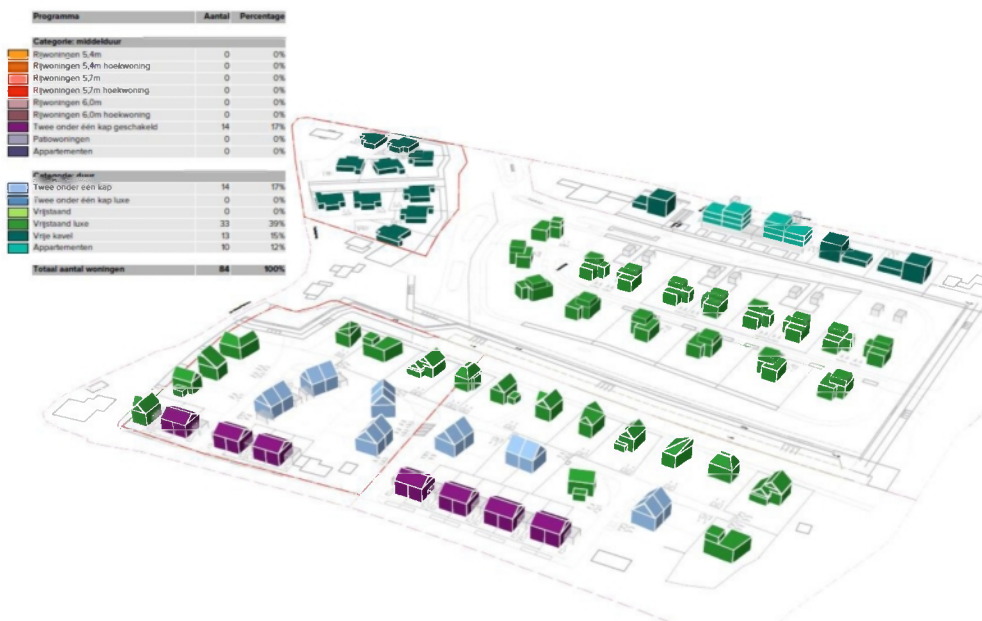 Programma Aantal Percentage
Categorie: middelduur
Rijwoningen 5,4m 0 0%
Rijwoningen 5,4m hoekwoning 0 0%
Rijwoningen 5,7m 0 0%
Rijwoningen 5,7m hoekwoning 0 0%
Rijwoningen 6,0m 0 0%
Rijwoningen 6,0m hoekwoning 0 0%
Twee onder één kap geschakeld 14 17%
Patiowoningen 0 0%
Appartementen 0 0%
Categorie: duur
Twee onder één kap 14 17%
Twee onder één kap luxe 0 0%
Vrijstaand 0 0%
Vrijstaand luxe 33 39%
Vrije kavel 13 15%
Appartementen 10 12%
Totaal aantal woningen 84 100%